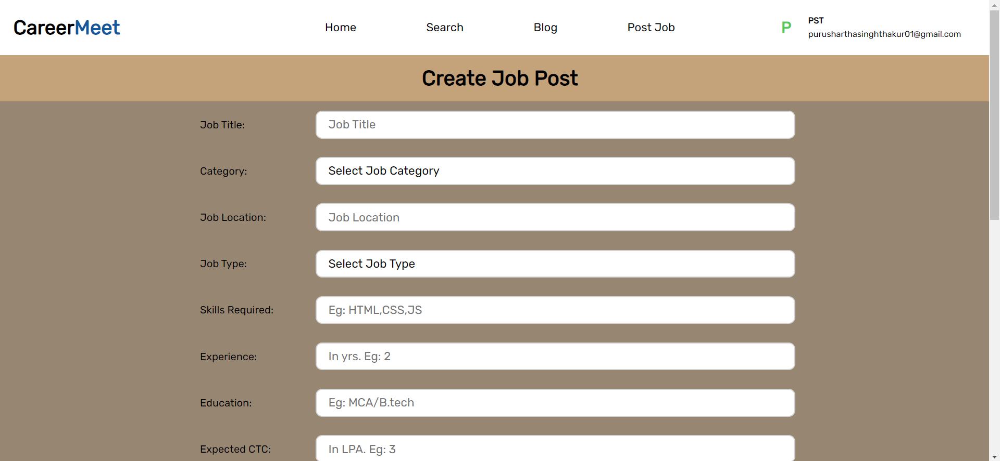 CareerMeet
Home
Search
Blog
Post Job
P
PST
purusharthasinghthakur01@gmail.com
Create Job Post
Job Title:
Job Title
Category:
Select Job Category
Job Location:
Job Location
Job Type:
Select Job Type
Skills Required:
Eg: HTML,CSS,JS
Experience:
In yrs. Eg: 2
Education:
Eg: MCA/B.tech
Expected CTC:
In LPA. Eg: 3